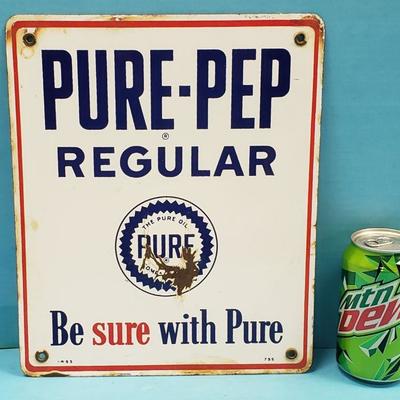 PURE-PEP
®
REGULAR
THE PURE OIL
PURE
Be sure with Pure
Mtn
DEW